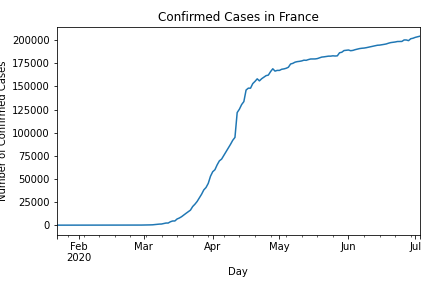 Confirmed Cases in France
Number of Confirmed Cases
200000
175000
150000
125000
100000
75000
50000
25000
0
Feb
2020
Mar
Apr
May
Jun
Jul
Day